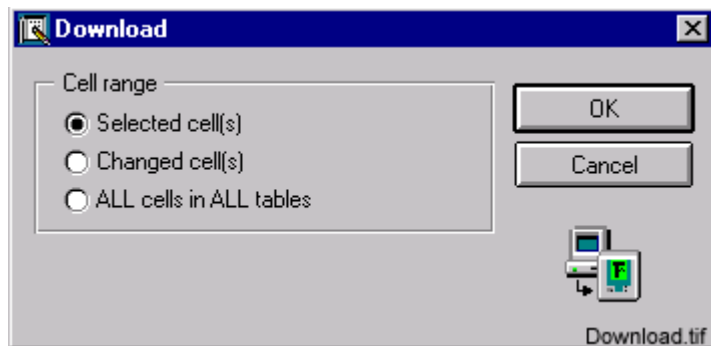 Download
Cell range
Selected cell(s)
Changed cell(s)
ALL cells in ALL tables
OK
Cancel
T
Download.tif